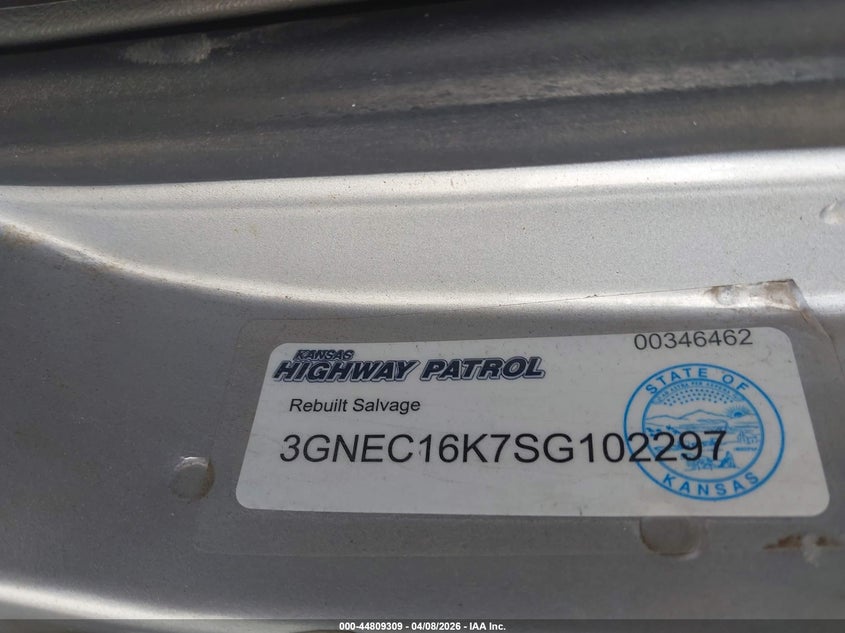 00346462
KANSAS
HIGHWAY PATROL
Rebuilt Salvage
3GNEC16K7SG102297
STATE OF
KANSAS
000-44809309 - 04/08/2026 - IAA Inc.